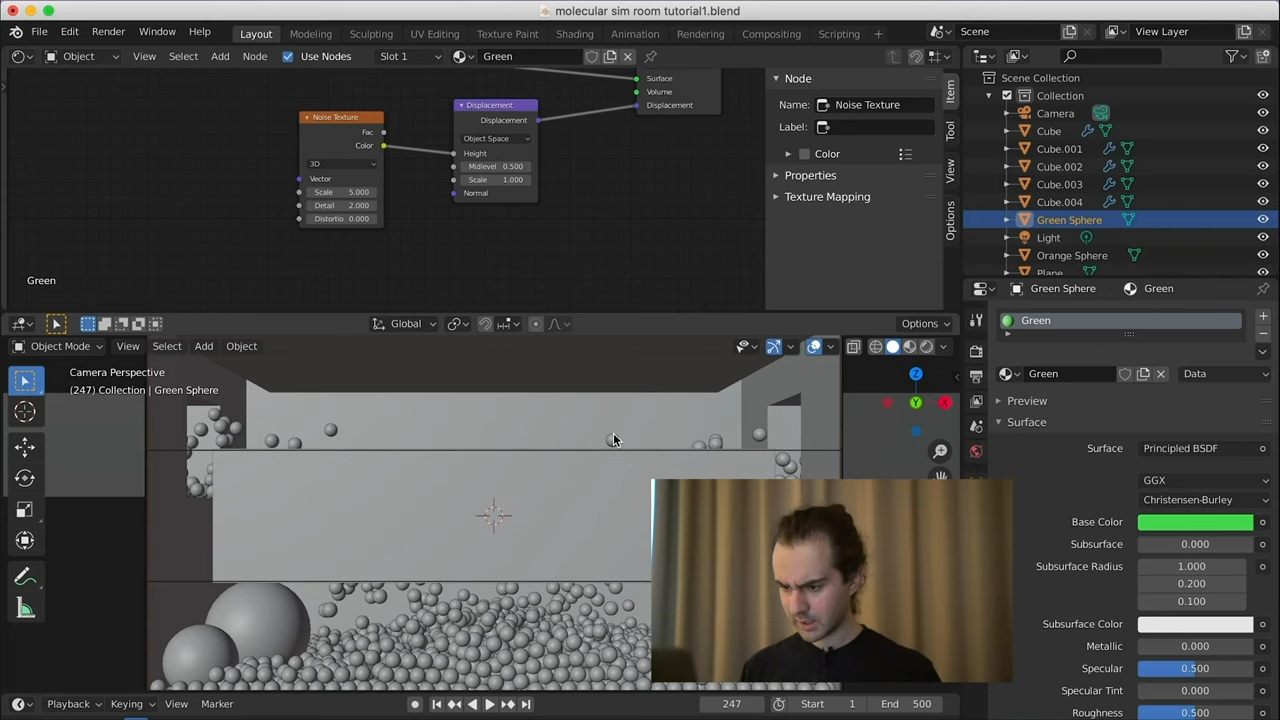 molecular sim room tutorial1.blend
File Edit Render Window Help Layout Modeling Sculpting UV Editing Texture Paint Shading Animation Rendering Compositing Scripting + Scene View Layer
Object View Select Add Node Use Nodes Slot 1 Green
Scene Collection
Collection
Camera
Cube
Cube.001
Cube.002
Cube.003
Cube.004
Green Sphere
Light
Orange Sphere
Plane
Noise Texture
Fac
Color
3D
Vector
Scale 5.000
Detail 2.000
Distortio 0.000
Displacement
Displacement
Object Space
Height
Midlevel 0.500
Scale 1.000
Normal
Surface
Volume
Displacement
Node
Name: Noise Texture
Label:
Color
Properties
Texture Mapping
Item
Tool
View
Options
Green
Global Options
Object Mode View Select Add Object
Camera Perspective
(247) Collection | Green Sphere
Z
Y
X
Green Sphere Green
Green
Green Data
Preview
Surface
Surface Principled BSDF
GGX
Christensen-Burley
Base Color
Subsurface 0.000
Subsurface Radius 1.000
0.200
0.100
Subsurface Color
Metallic 0.000
Specular 0.500
Specular Tint 0.000
Roughness 0.500
Playback Keying View Marker 247 Start 1 End 500